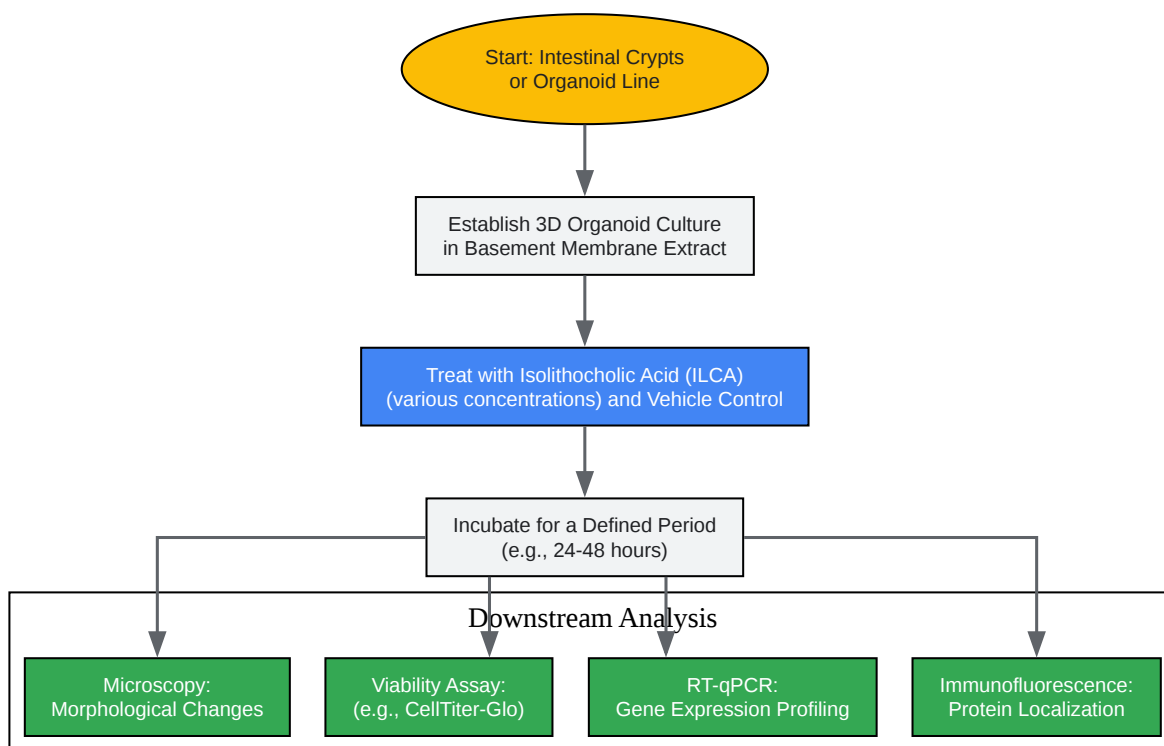 Start: Intestinal Crypts
or Organoid Line
Establish 3D Organoid Culture
in Basement Membrane Extract
Treat with Isolithocholic Acid (ILCA)
(various concentrations) and Vehicle Control
Incubate for a Defined Period
(e.g., 24-48 hours)
Downstream Analysis
Microscopy:
Morphological Changes
Viability Assay:
(e.g., CellTiter-Glo)
RT-qPCR:
Gene Expression Profiling
Immunofluorescence:
Protein Localization